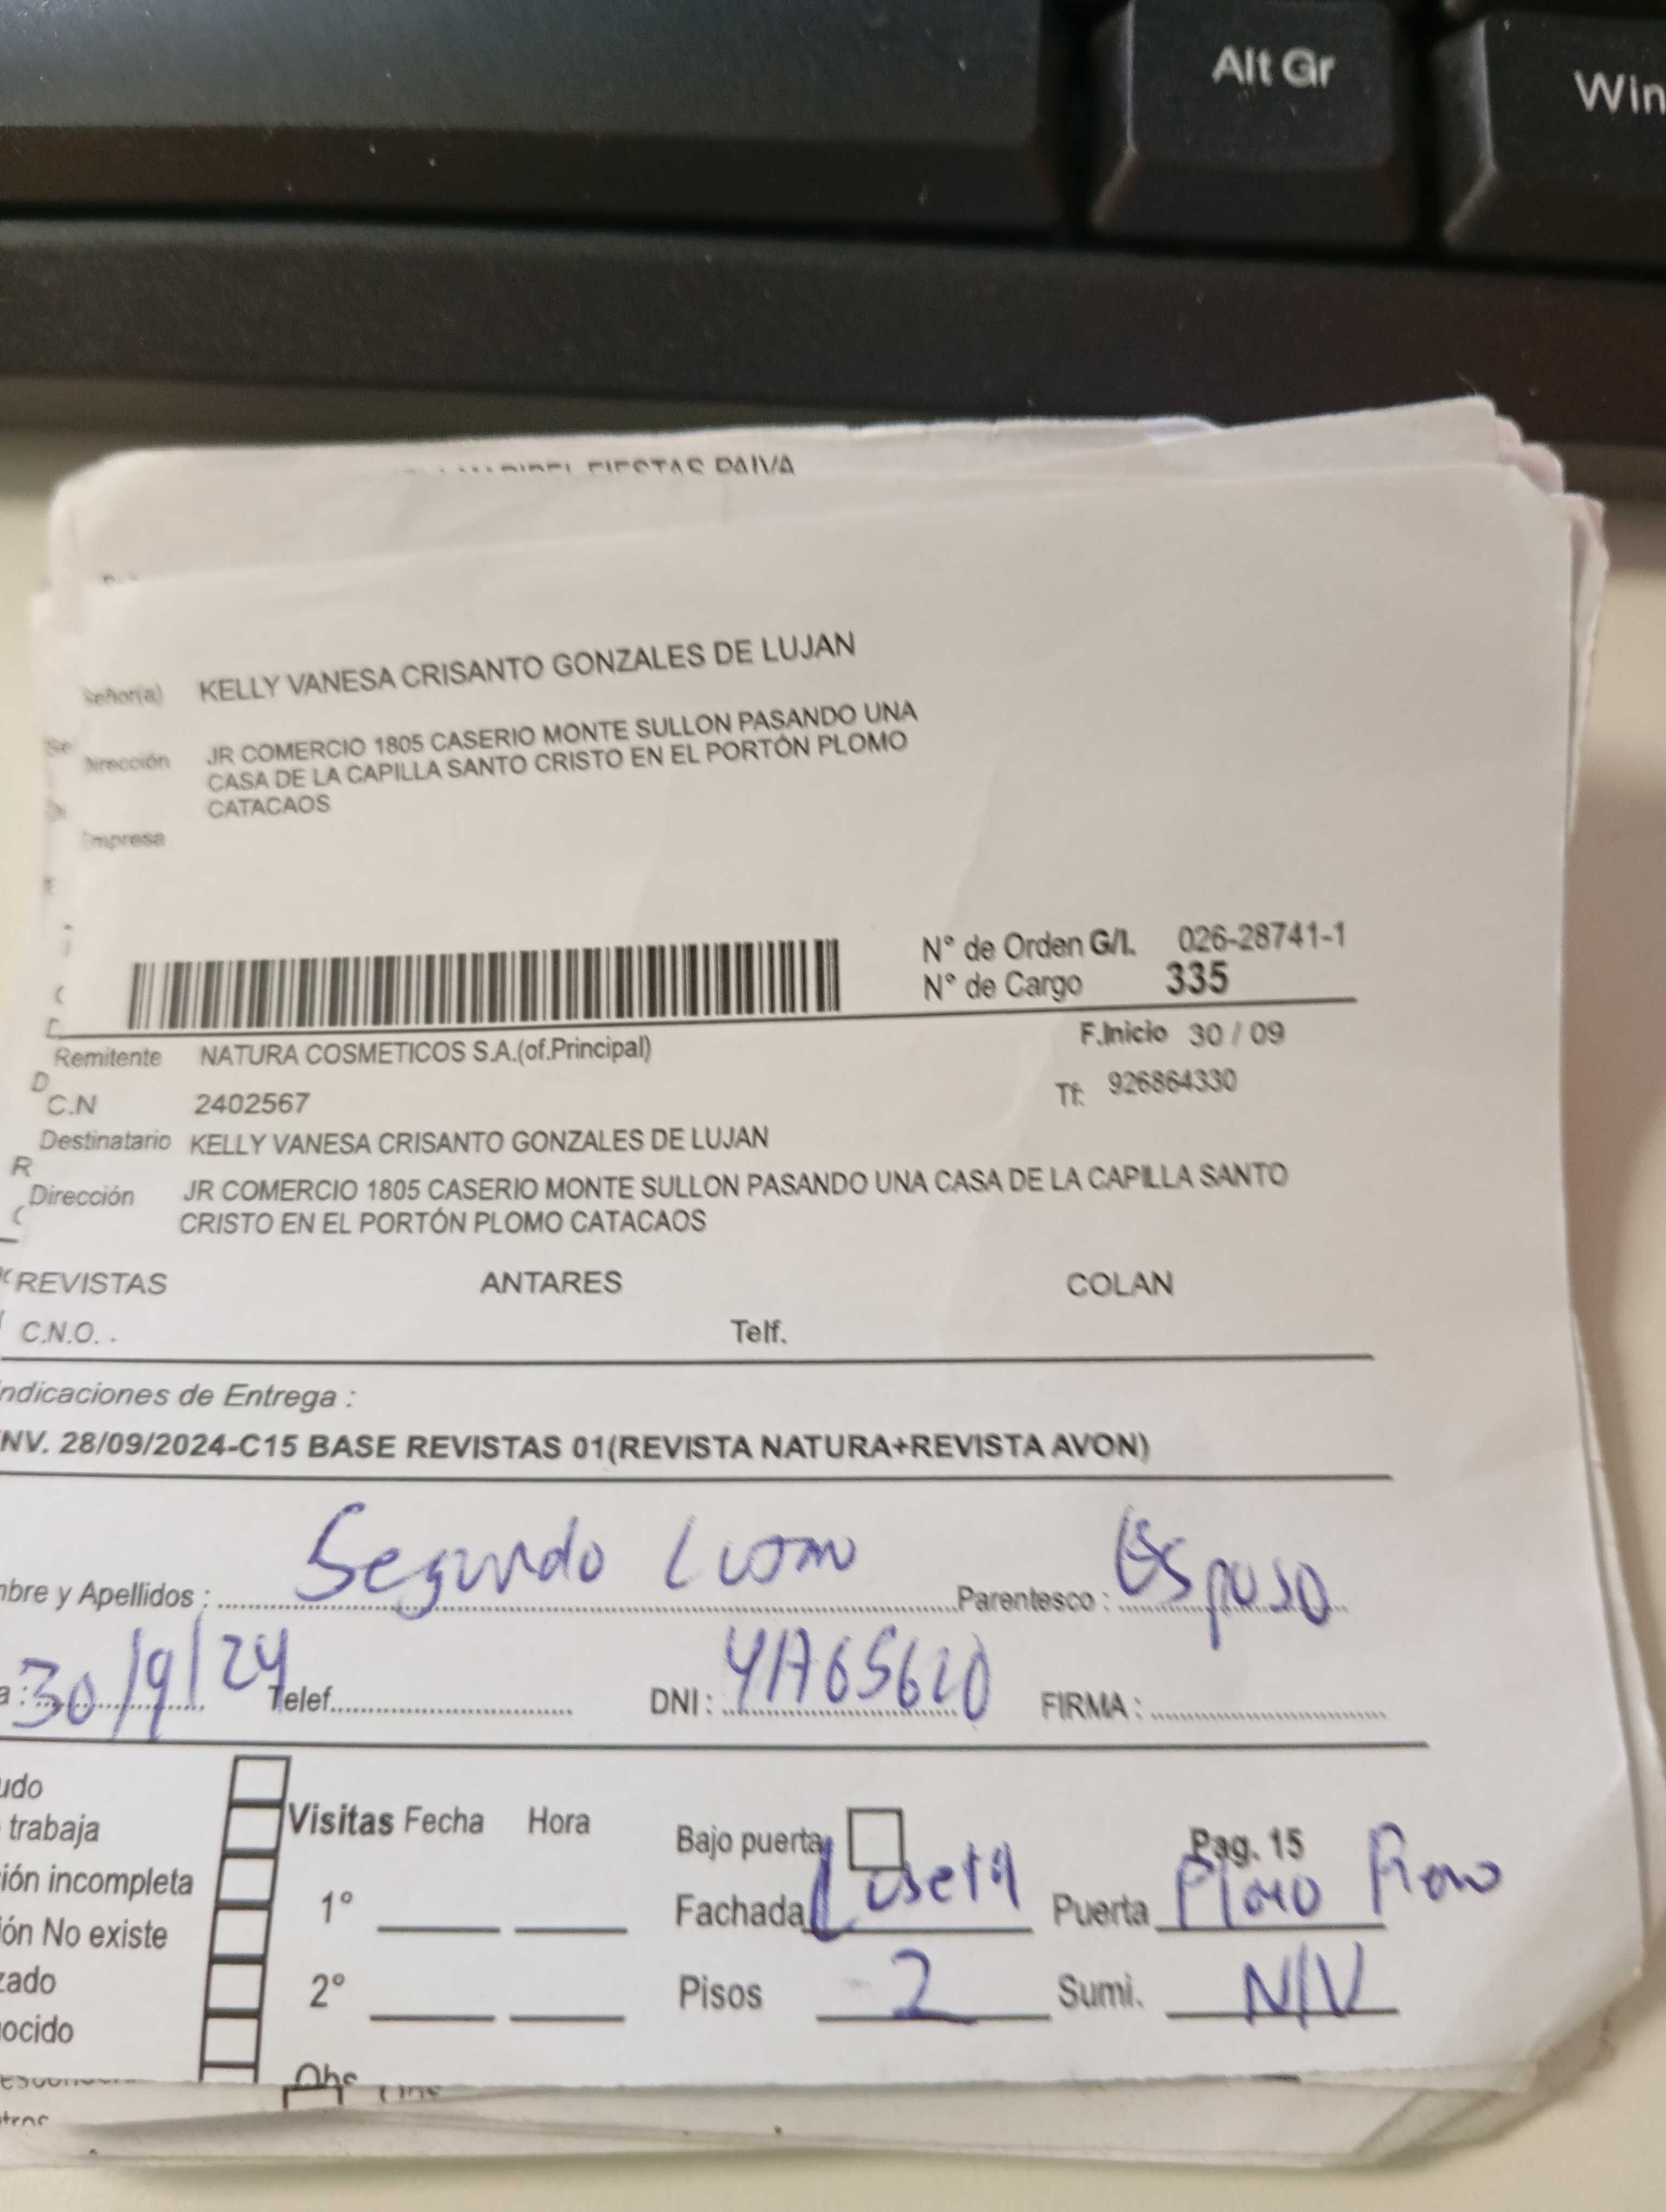 Alt Gr
Win
FIESTAS PAIVA
Señor(a) KELLY VANESA CRISANTO GONZALES DE LUJAN
Dirección JR COMERCIO 1805 CASERIO MONTE SULLON PASANDO UNA
CASA DE LA CAPILLA SANTO CRISTO EN EL PORTÓN PLOMO
CATACAOS
Empresa
N° de Orden G/I. 026-28741-1
N° de Cargo 335
Remitente NATURA COSMETICOS S.A.(of.Principal) F.Inicio 30 / 09
C.N 2402567 Tf: 926864330
Destinatario KELLY VANESA CRISANTO GONZALES DE LUJAN
Dirección JR COMERCIO 1805 CASERIO MONTE SULLON PASANDO UNA CASA DE LA CAPILLA SANTO
CRISTO EN EL PORTÓN PLOMO CATACAOS
REVISTAS ANTARES COLAN
C.N.O. . Telf.
ndicaciones de Entrega :
NV. 28/09/2024-C15 BASE REVISTAS 01(REVISTA NATURA+REVISTA AVON)
bre y Apellidos : Segundo Parentesco : Esposo
a : 30/9/24 Telef. DNI : FIRMA :
udo
trabaja
ión incompleta
ión No existe
zado
ocido
Visitas Fecha Hora
1°
2°
Obs
Bajo puerta Pag. 15
Fachada Loseta Puerta Plomo
Pisos 2 Sumi. N/V